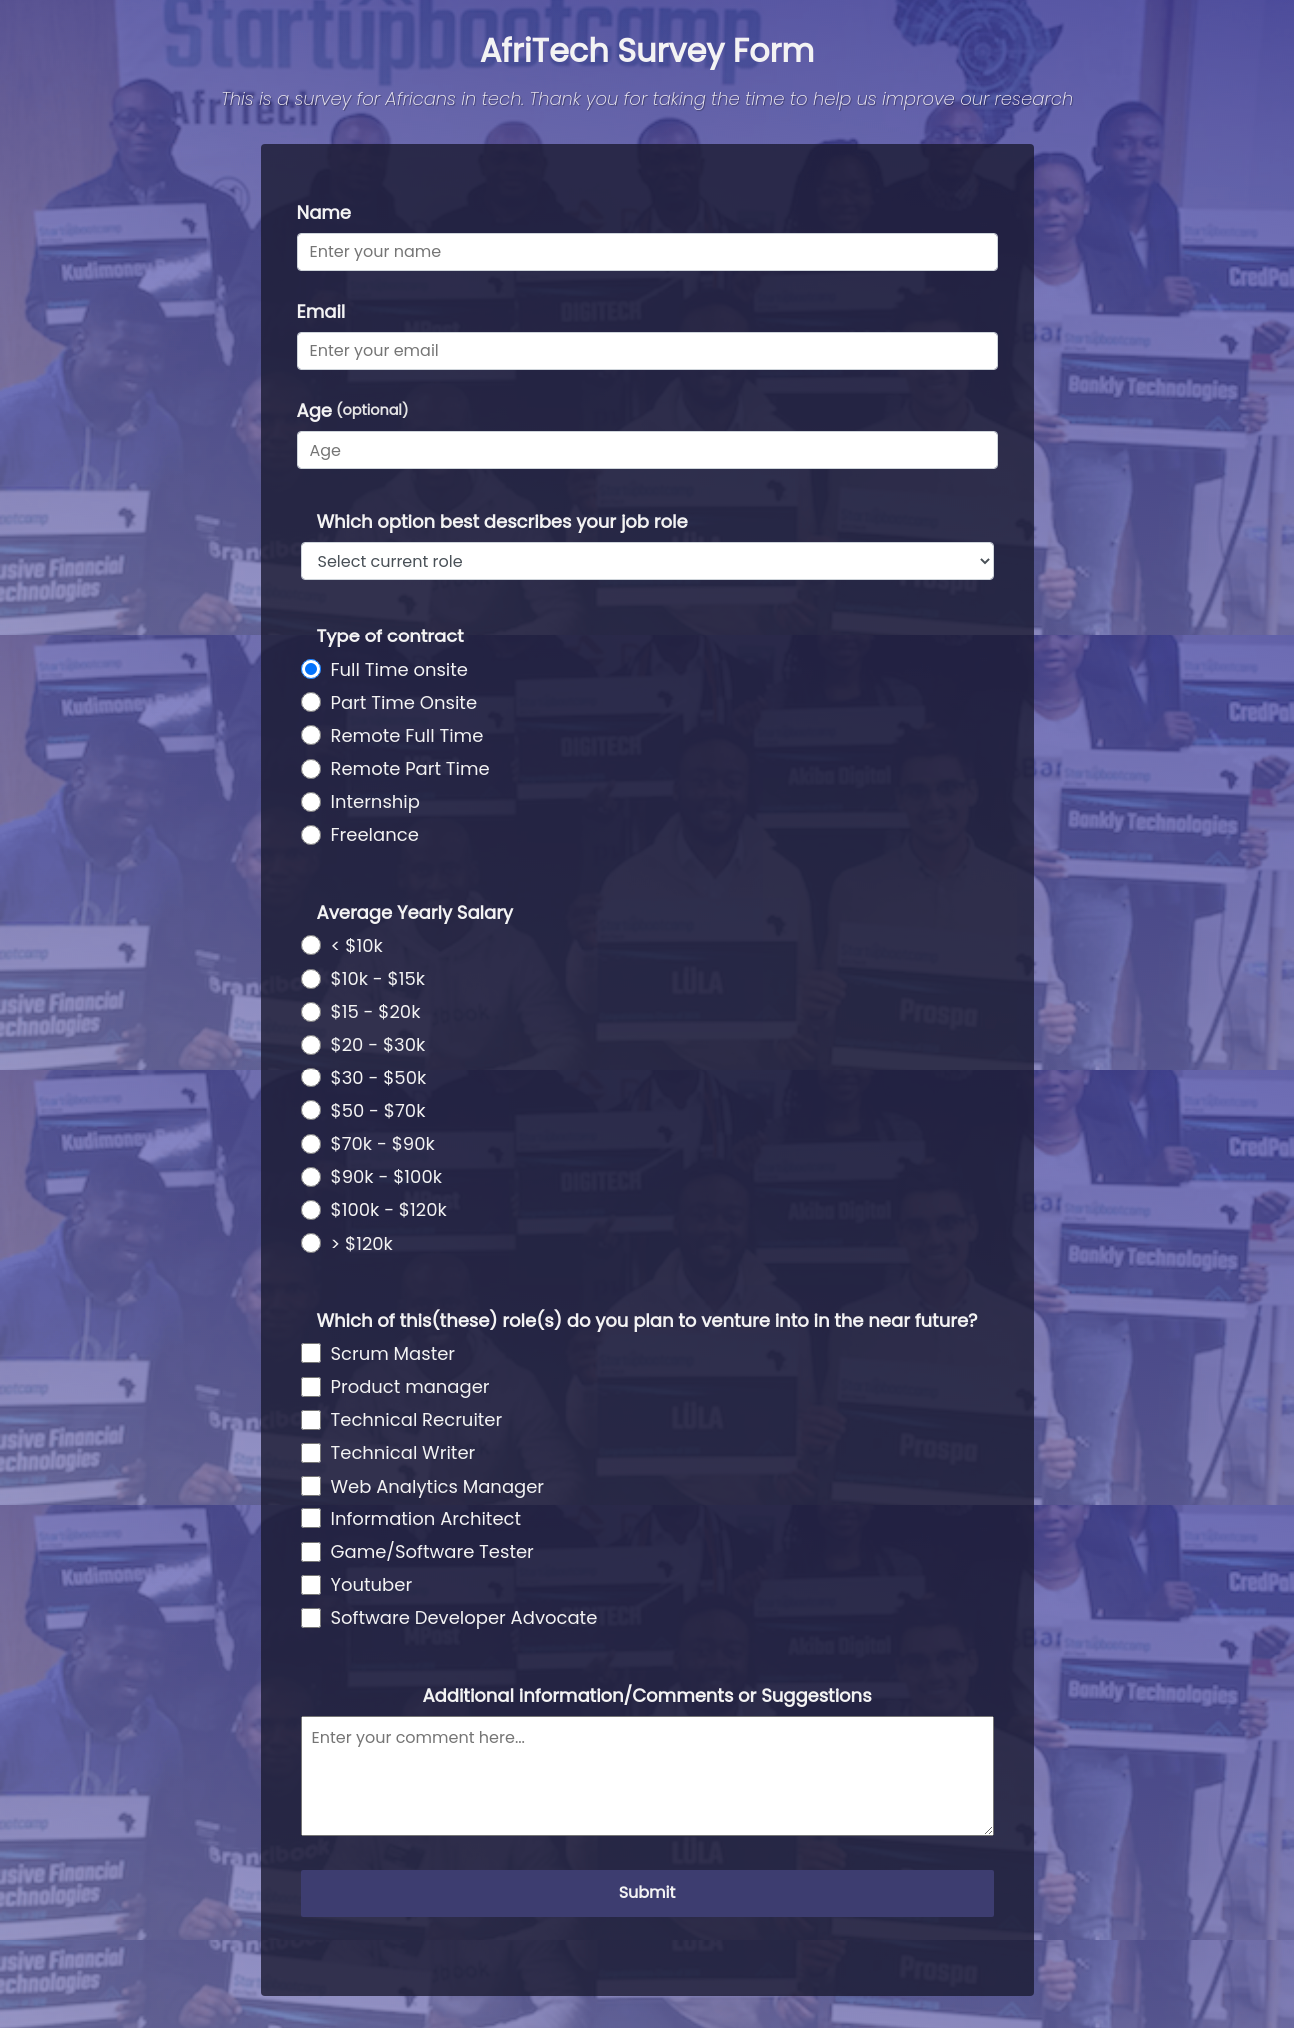 Startupbootcamp
AfriTech
AfriTech Survey Form
This is a survey for Africans in tech. Thank you for taking the time to help us improve our research
Name
Enter your name
Email
Enter your email
Age (optional)
Age
Which option best describes your job role
Select current role
Type of contract
Full Time onsite
Part Time Onsite
Remote Full Time
Remote Part Time
Internship
Freelance
Average Yearly Salary
< $10k
$10k - $15k
$15 - $20k
$20 - $30k
$30 - $50k
$50 - $70k
$70k - $90k
$90k - $100k
$100k - $120k
> $120k
Which of this(these) role(s) do you plan to venture into in the near future?
Scrum Master
Product manager
Technical Recruiter
Technical Writer
Web Analytics Manager
Information Architect
Game/Software Tester
Youtuber
Software Developer Advocate
Additional Information/Comments or Suggestions
Enter your comment here...
Submit